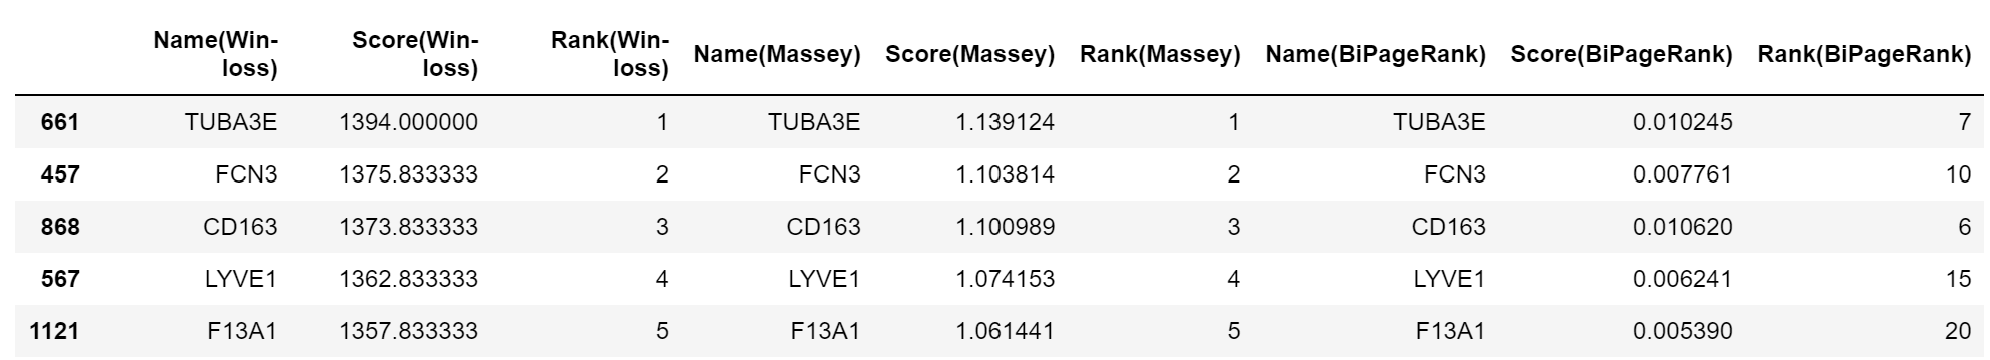 Name(Win-loss) Score(Win-loss) Rank(Win-loss) Name(Massey) Score(Massey) Rank(Massey) Name(BiPageRank) Score(BiPageRank) Rank(BiPageRank)
661 TUBA3E 1394.000000 1 TUBA3E 1.139124 1 TUBA3E 0.010245 7
457 FCN3 1375.833333 2 FCN3 1.103814 2 FCN3 0.007761 10
868 CD163 1373.833333 3 CD163 1.100989 3 CD163 0.010620 6
567 LYVE1 1362.833333 4 LYVE1 1.074153 4 LYVE1 0.006241 15
1121 F13A1 1357.833333 5 F13A1 1.061441 5 F13A1 0.005390 20